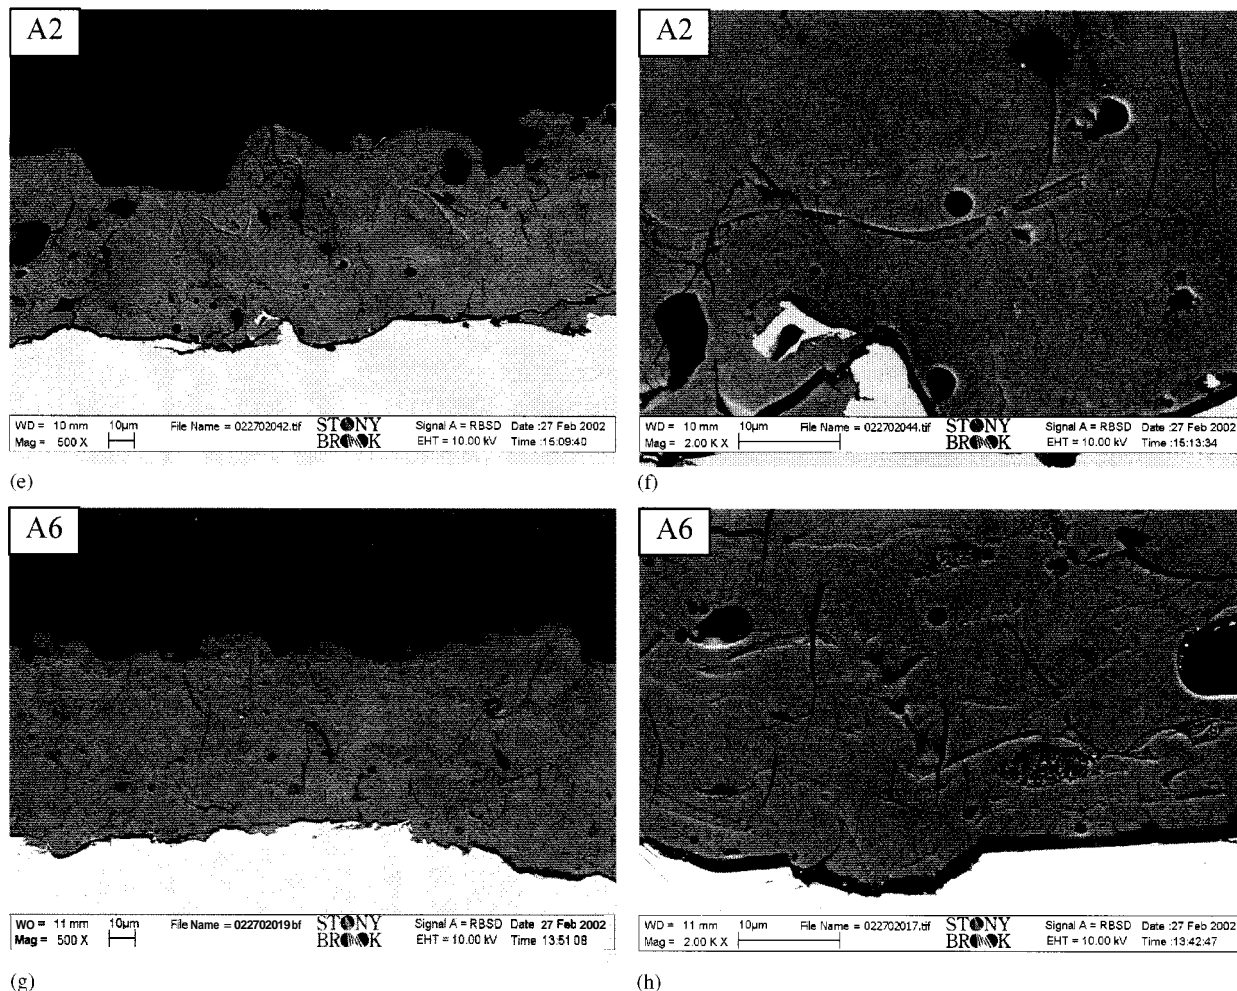 A2
WD = 10 mm 10µm File Name = 022702042.tif STONY BROOK Signal A = RBSD Date :27 Feb 2002
Mag = 500 X EHT = 10.00 kV Time :15:09:40
(e)
A2
WD = 10 mm 10µm File Name = 022702044.tif STONY BROOK Signal A = RBSD Date :27 Feb 2002
Mag = 2.00 K X EHT = 10.00 kV Time :15:13:34
(f)
A6
WD = 11 mm 10µm File Name = 022702019.tif STONY BROOK Signal A = RBSD Date 27 Feb 2002
Mag = 500 X EHT = 10.00 kV Time 13:51 08
(g)
A6
WD = 11 mm 10µm File Name = 022702017.tif STONY BROOK Signal A = RBSD Date :27 Feb 2002
Mag = 2.00 K X EHT = 10.00 kV Time :13:42:47
(h)